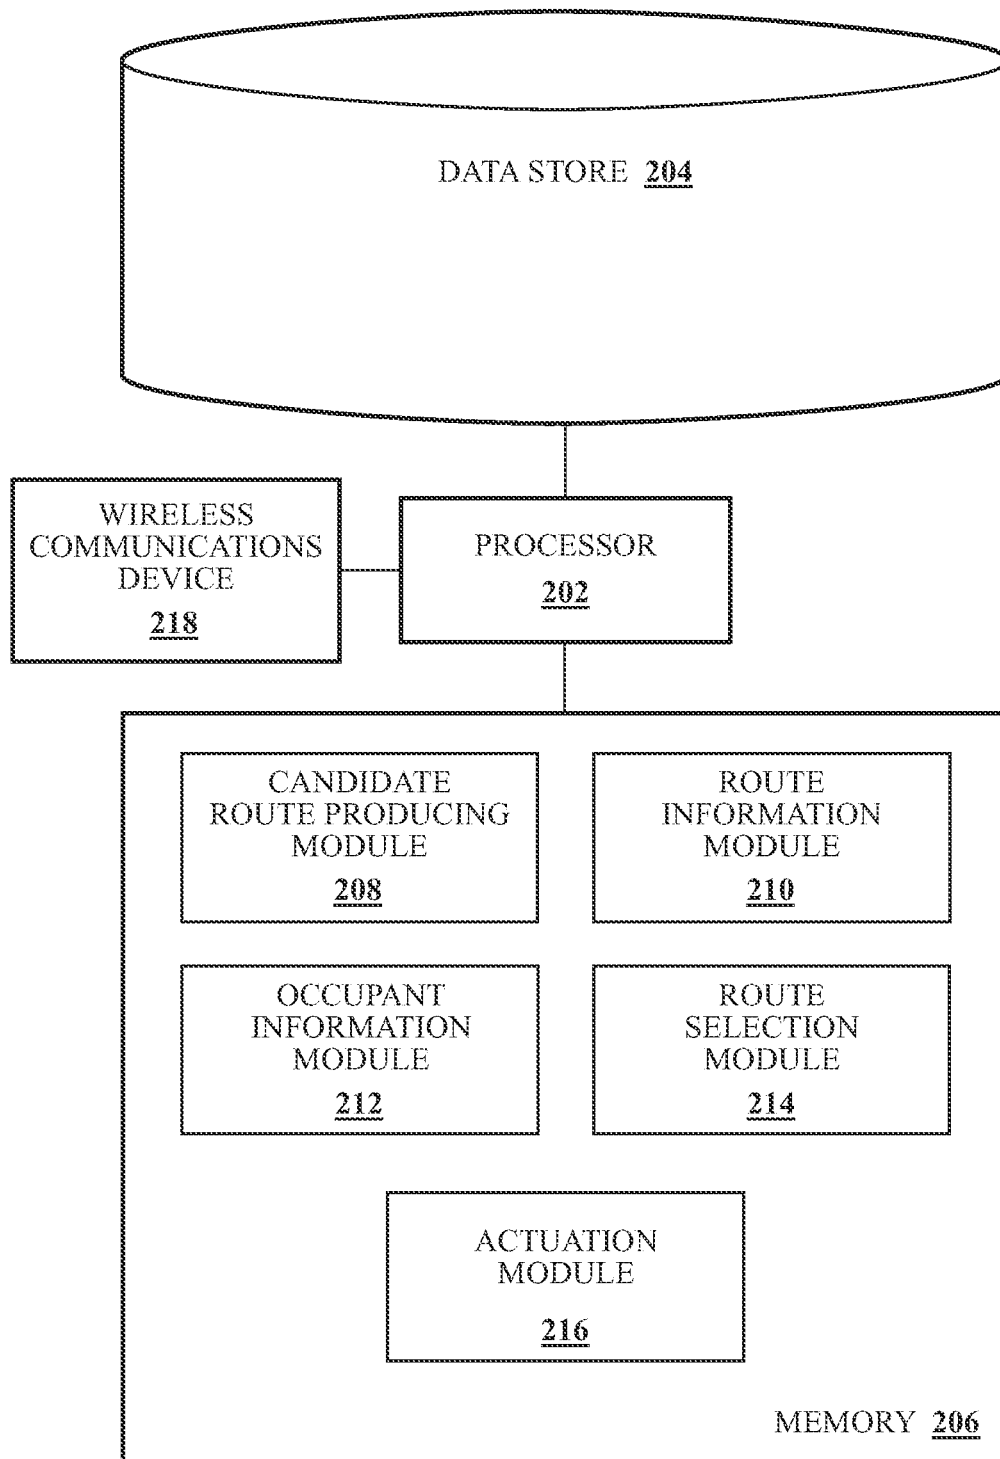 DATA STORE 204
WIRELESS
COMMUNICATIONS
DEVICE
218
PROCESSOR
202
CANDIDATE
ROUTE PRODUCING
MODULE
208
ROUTE
INFORMATION
MODULE
210
OCCUPANT
INFORMATION
MODULE
212
ROUTE
SELECTION
MODULE
214
ACTUATION
MODULE
216
MEMORY 206